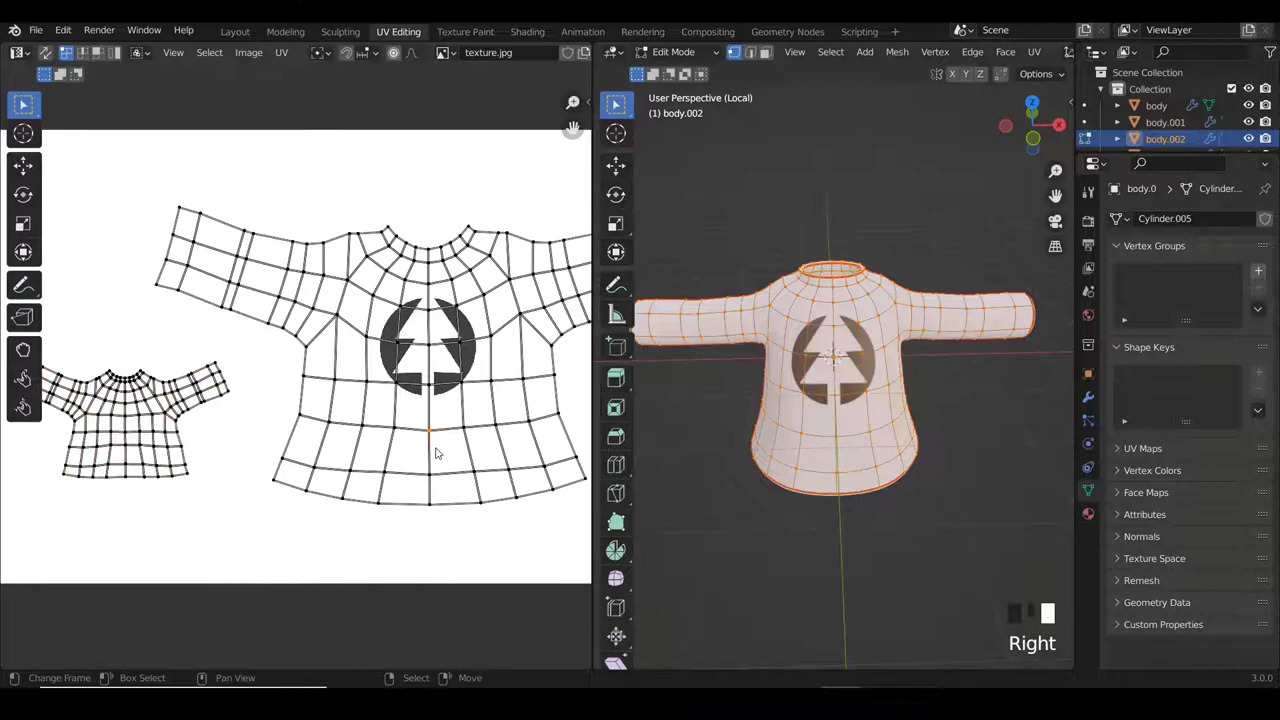 File Edit Render Window Help Layout Modeling Sculpting UV Editing Texture Paint Shading Animation Rendering Compositing Geometry Nodes Scripting Scene ViewLayer
View Select Image UV texture.jpg Edit Mode View Select Add Mesh Vertex Edge Face UV
X Y Z Options
Scene Collection
Collection
body
body.001
body.002
User Perspective (Local)
(1) body.002
Z
X
body.0 Cylinder...
Cylinder.005
Vertex Groups
Shape Keys
UV Maps
Vertex Colors
Face Maps
Attributes
Normals
Texture Space
Remesh
Geometry Data
Custom Properties
Right
Change Frame Box Select Pan View Select Move 3.0.0